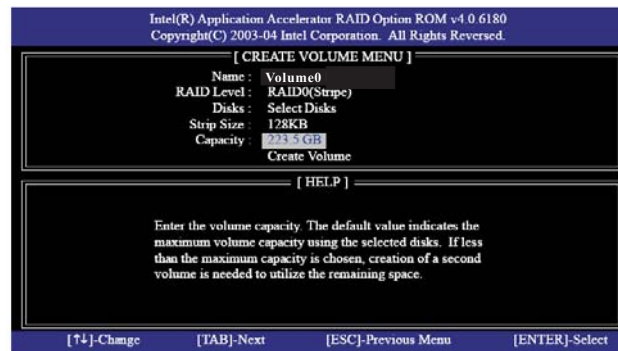 Intel(R) Application Accelerator RAID Option ROM v4.0.6180
Copyright(C) 2003-04 Intel Corporation. All Rights Reversed.
[ CREATE VOLUME MENU ]
Name : Volume0
RAID Level : RAID0(Stripe)
Disks : Select Disks
Strip Size : 128KB
Capacity : 223.5 GB
Create Volume
[ HELP ]
Enter the volume capacity. The default value indicates the
maximum volume capacity using the selected disks. If less
than the maximum capacity is chosen, creation of a second
volume is needed to utilize the remaining space.
[↑↓]-Change [TAB]-Next [ESC]-Previous Menu [ENTER]-Select